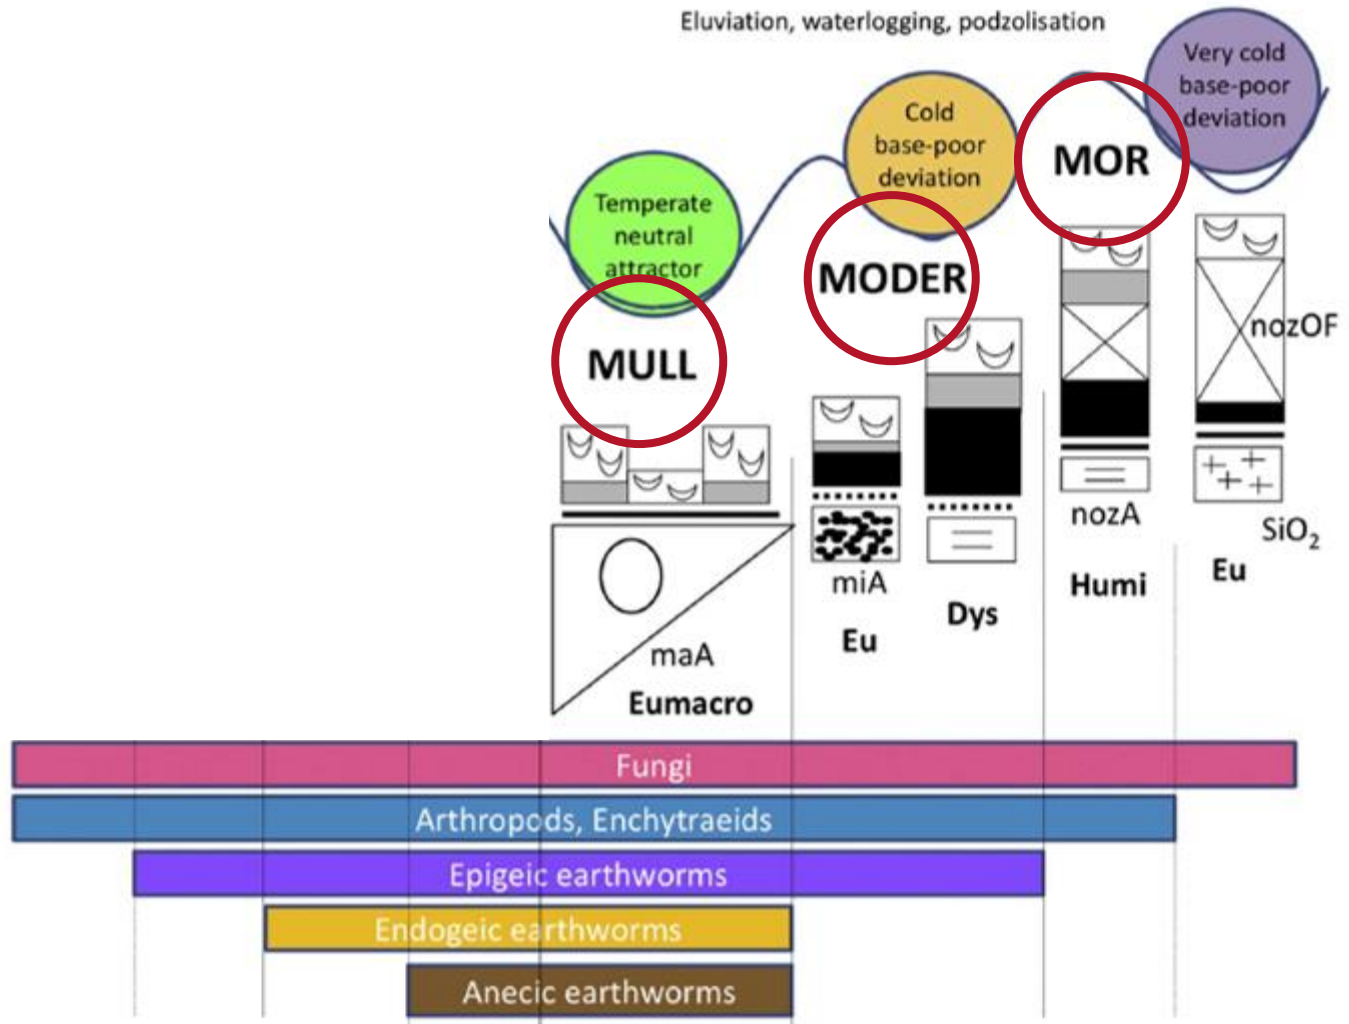 Eluviation, waterlogging, podzolisation
Very cold
base-poor
deviation
Cold
base-poor
deviation
MOR
Temperate
neutral
attractor
MODER
MULL
nozOF
nozA
SiO₂
miA
Eu
Humi
Dys
Eu
maA
Eumacro
Fungi
Arthropods, Enchytraeids
Epigeic earthworms
Endogeic earthworms
Anecic earthworms